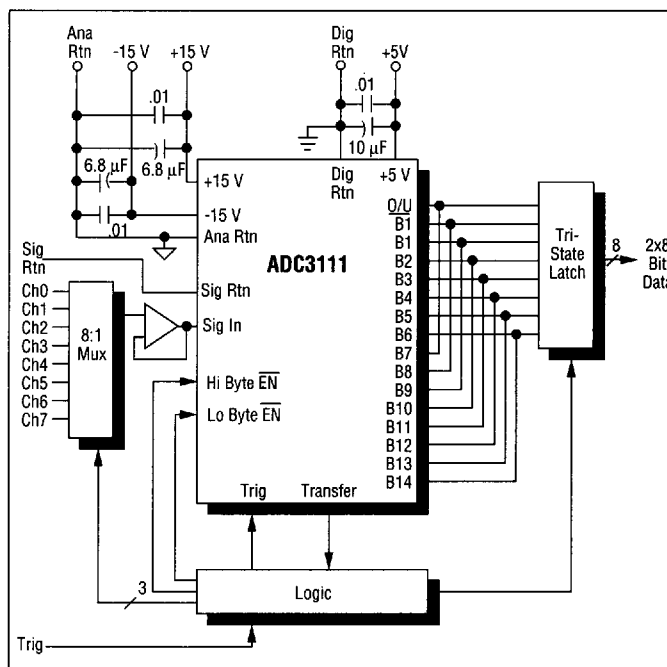 Ana
Rtn
-15 V
+15 V
Dig
Rtn
+5V
.01
.01
6.8 µF
6.8 µF
10 µF
.01
+15 V
-15 V
Ana Rtn
Dig
Rtn
+5 V
ADC3111
Sig
Rtn
Sig Rtn
Sig In
Ch0
Ch1
Ch2
Ch3
Ch4
Ch5
Ch6
Ch7
8:1
Mux
Hi Byte E̅N̅
Lo Byte E̅N̅
O/U
B̅1̅
B1
B2
B3
B4
B5
B6
B7
B8
B9
B10
B11
B12
B13
B14
Tri-
State
Latch
8
2x8
Bit
Data
Trig
Transfer
3
Logic
Trig